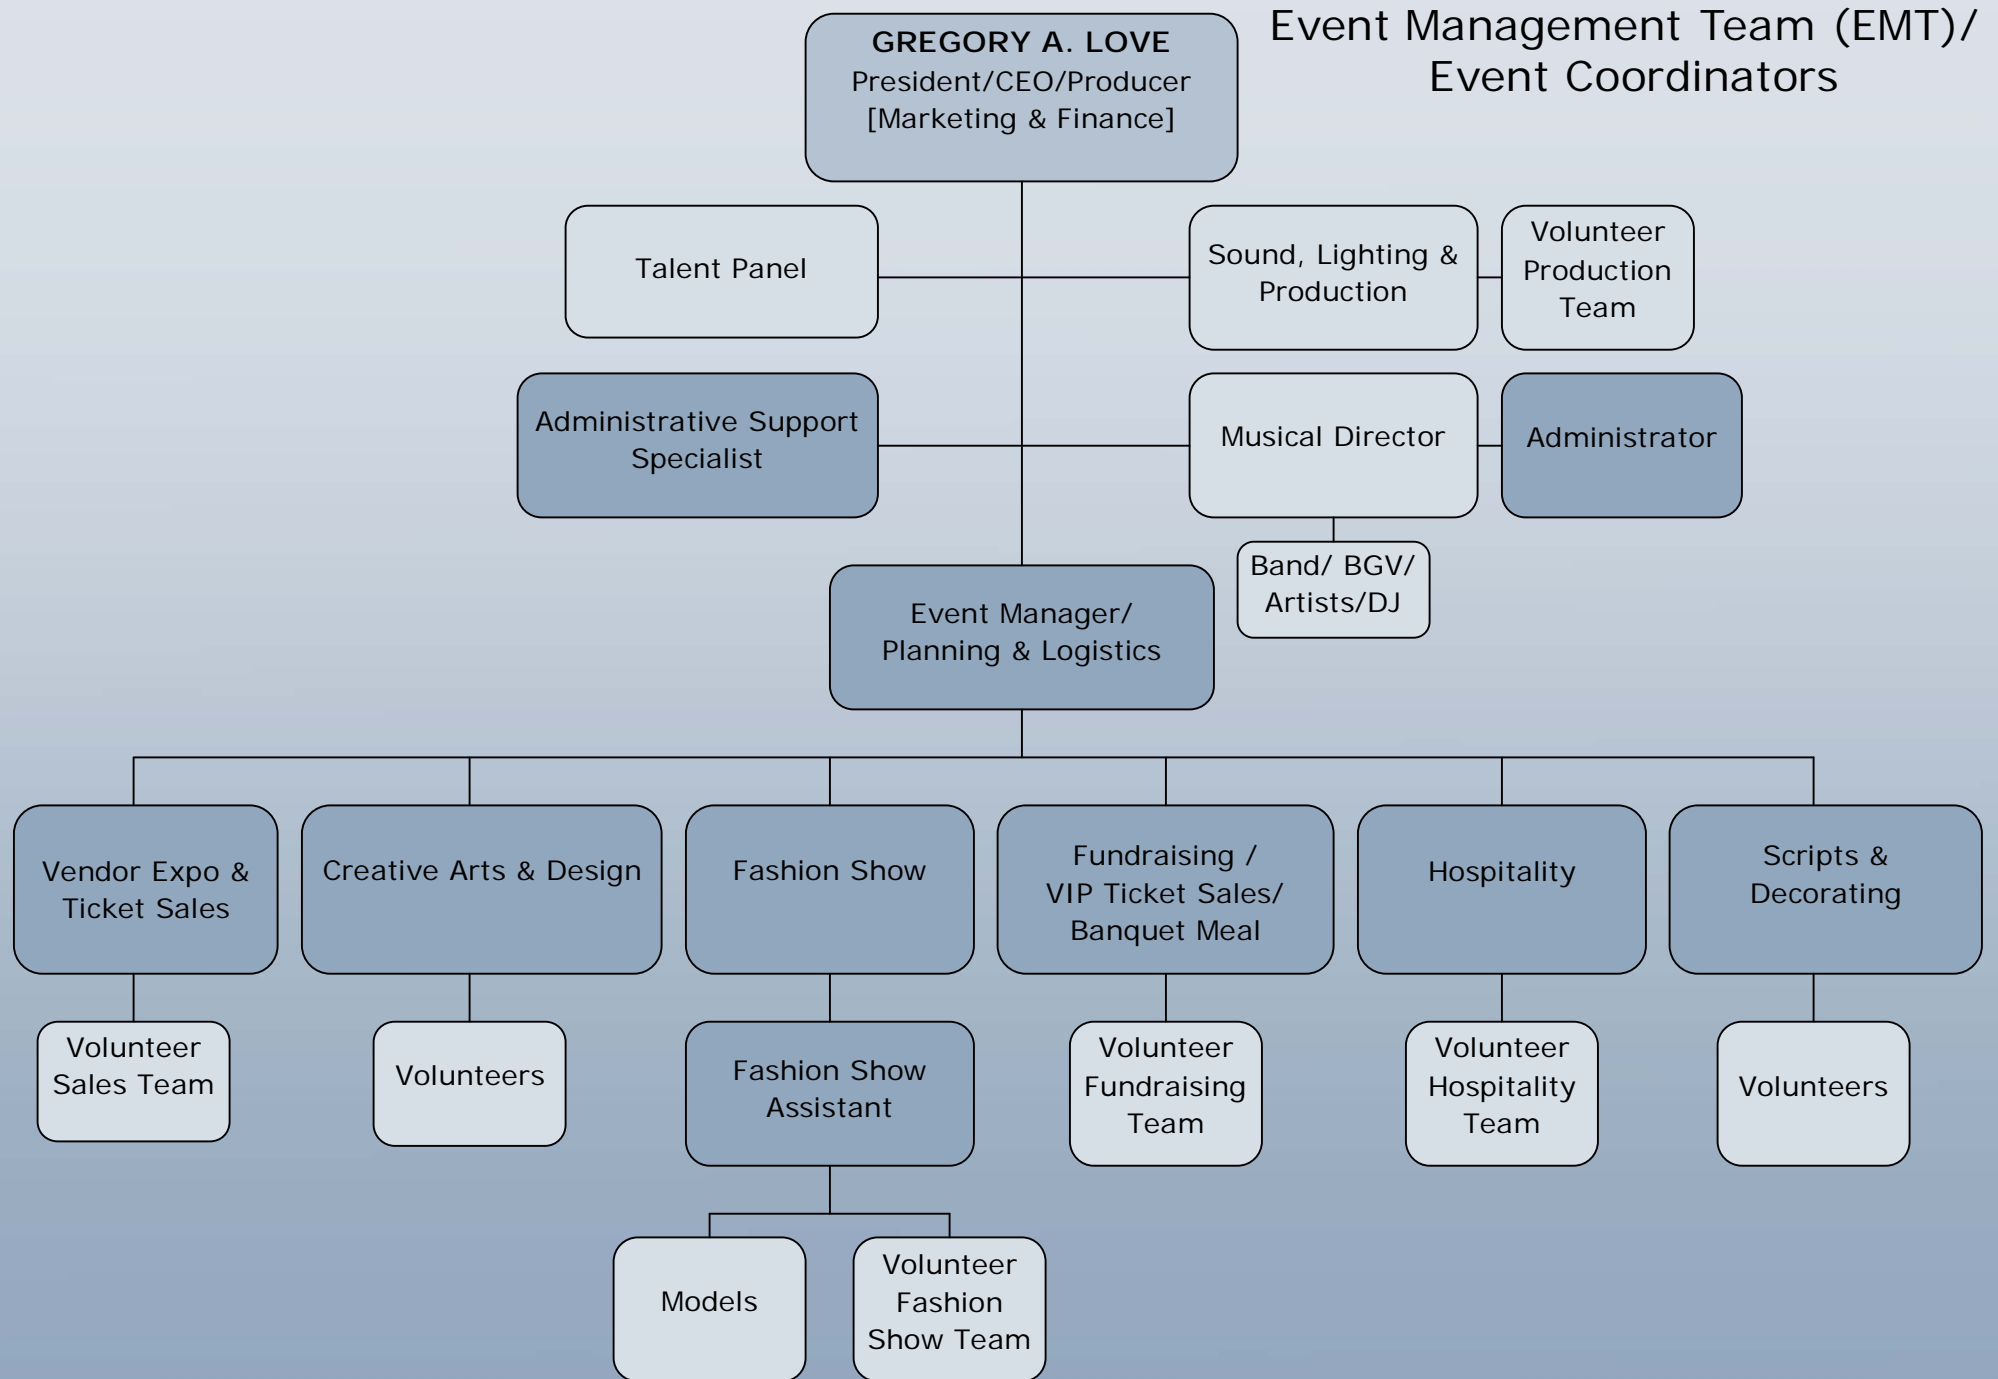 Event Management Team (EMT)/
Event Coordinators
GREGORY A. LOVE
President/CEO/Producer
[Marketing & Finance]
Talent Panel
Sound, Lighting &
Production
Volunteer
Production
Team
Administrative Support
Specialist
Musical Director
Administrator
Band/ BGV/
Artists/DJ
Event Manager/
Planning & Logistics
Vendor Expo &
Ticket Sales
Creative Arts & Design
Fashion Show
Fundraising /
VIP Ticket Sales/
Banquet Meal
Hospitality
Scripts &
Decorating
Volunteer
Sales Team
Volunteers
Fashion Show
Assistant
Volunteer
Fundraising
Team
Volunteer
Hospitality
Team
Volunteers
Models
Volunteer
Fashion
Show Team